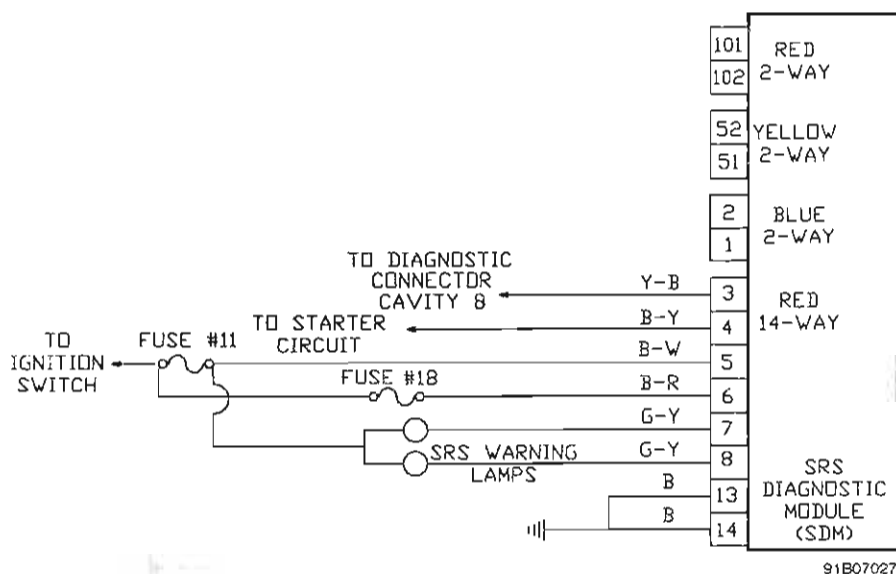 101
102
RED
2-WAY
52
51
YELLOW
2-WAY
2
1
BLUE
2-WAY
TO DIAGNOSTIC
CONNECTOR
CAVITY 8
Y-B
3
RED
14-WAY
TO STARTER
CIRCUIT
B-Y
4
TO
IGNITION
SWITCH
FUSE #11
B-W
5
FUSE #18
B-R
6
G-Y
7
SRS WARNING
LAMPS
G-Y
8
B
13
B
14
SRS
DIAGNOSTIC
MODULE
(SDM)
91B07027